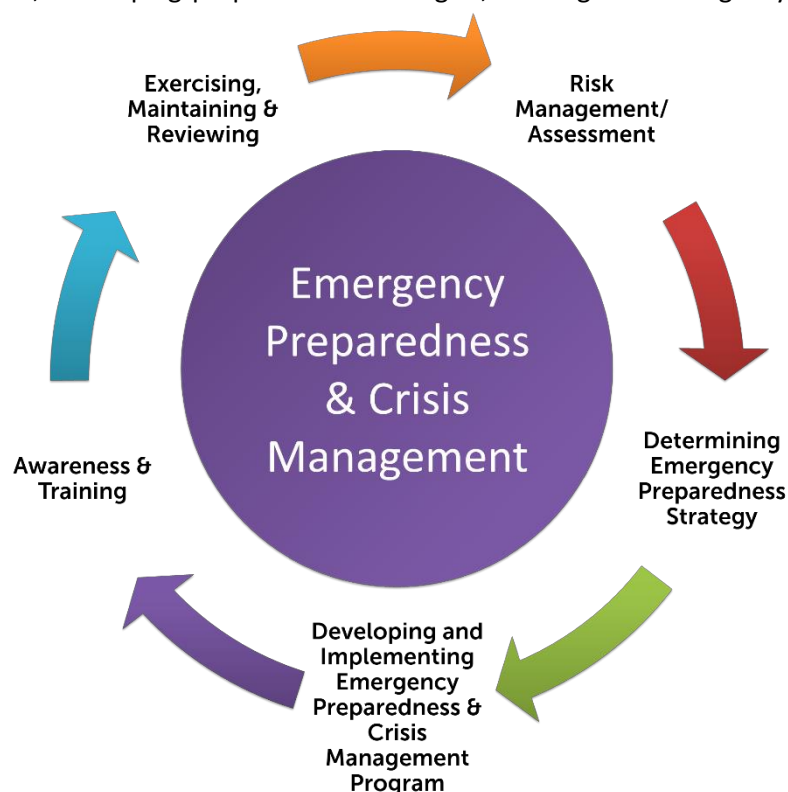 Exercising,
Maintaining &
Reviewing
Risk
Management/
Assessment
Emergency
Preparedness
& Crisis
Management
Determining
Emergency
Preparedness
Strategy
Awareness &
Training
Developing and
Implementing
Emergency
Preparedness &
Crisis
Management
Program